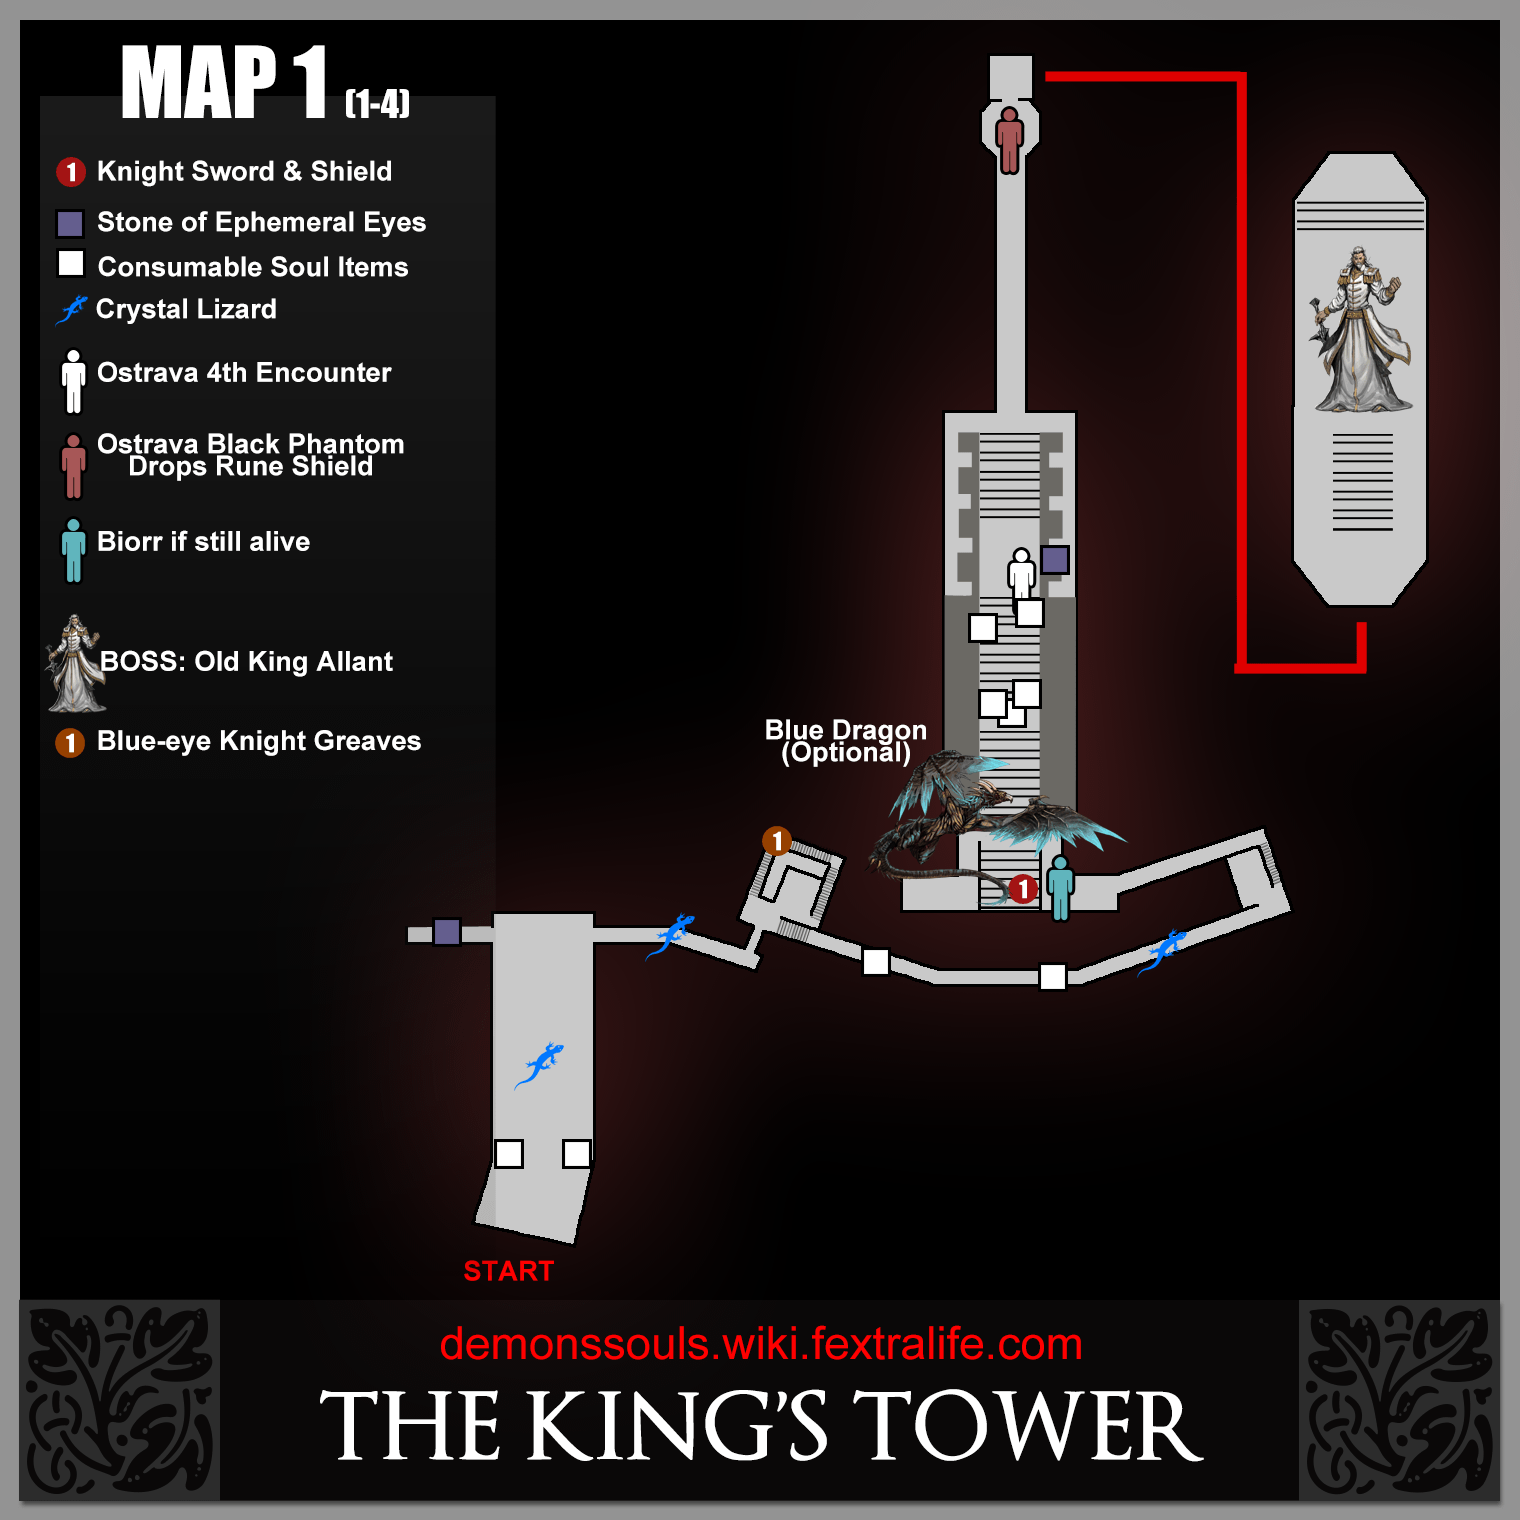 MAP 1 (1-4)
1 Knight Sword & Shield
Stone of Ephemeral Eyes
Consumable Soul Items
Crystal Lizard
Ostrava 4th Encounter
Ostrava Black Phantom
Drops Rune Shield
Biorr if still alive
BOSS: Old King Allant
1 Blue-eye Knight Greaves
Blue Dragon
(Optional)
1
1
START
demonssouls.wiki.fextralife.com
THE KING'S TOWER